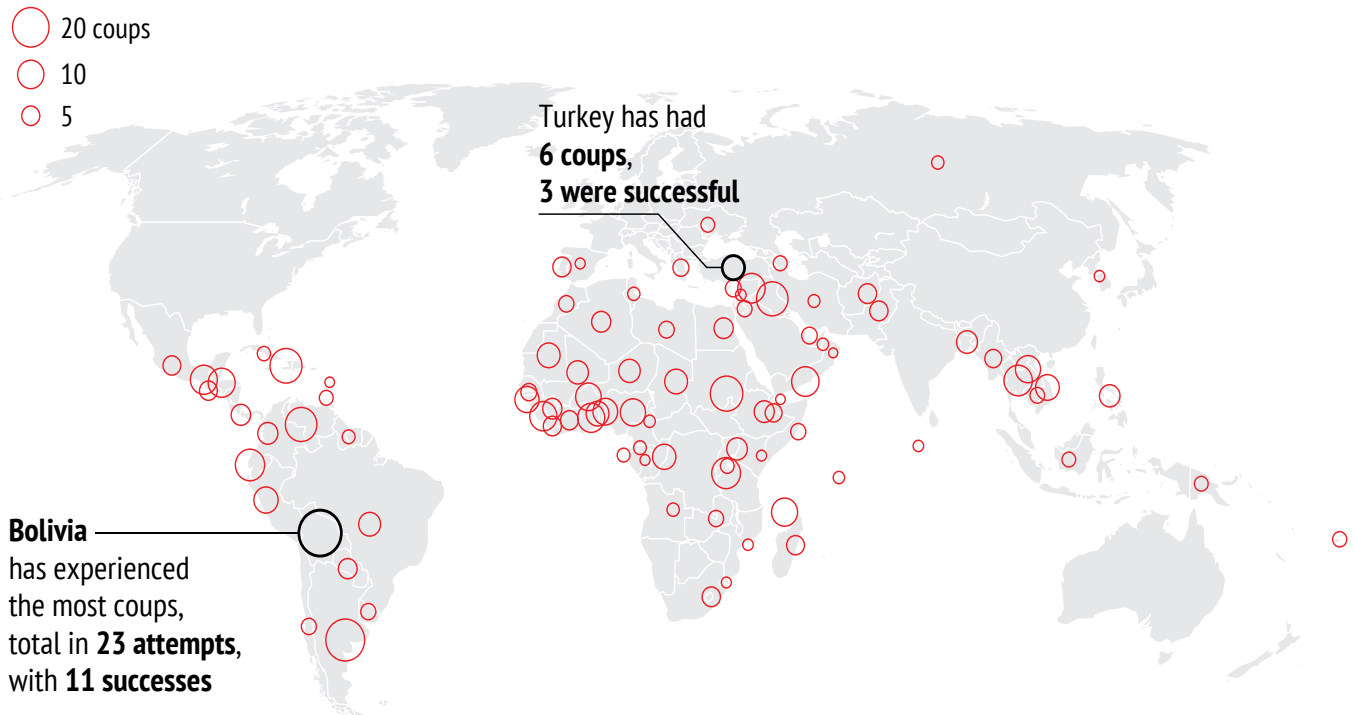 20 coups
10
5
Turkey has had
6 coups,
3 were successful
Bolivia
has experienced
the most coups,
total in 23 attempts,
with 11 successes